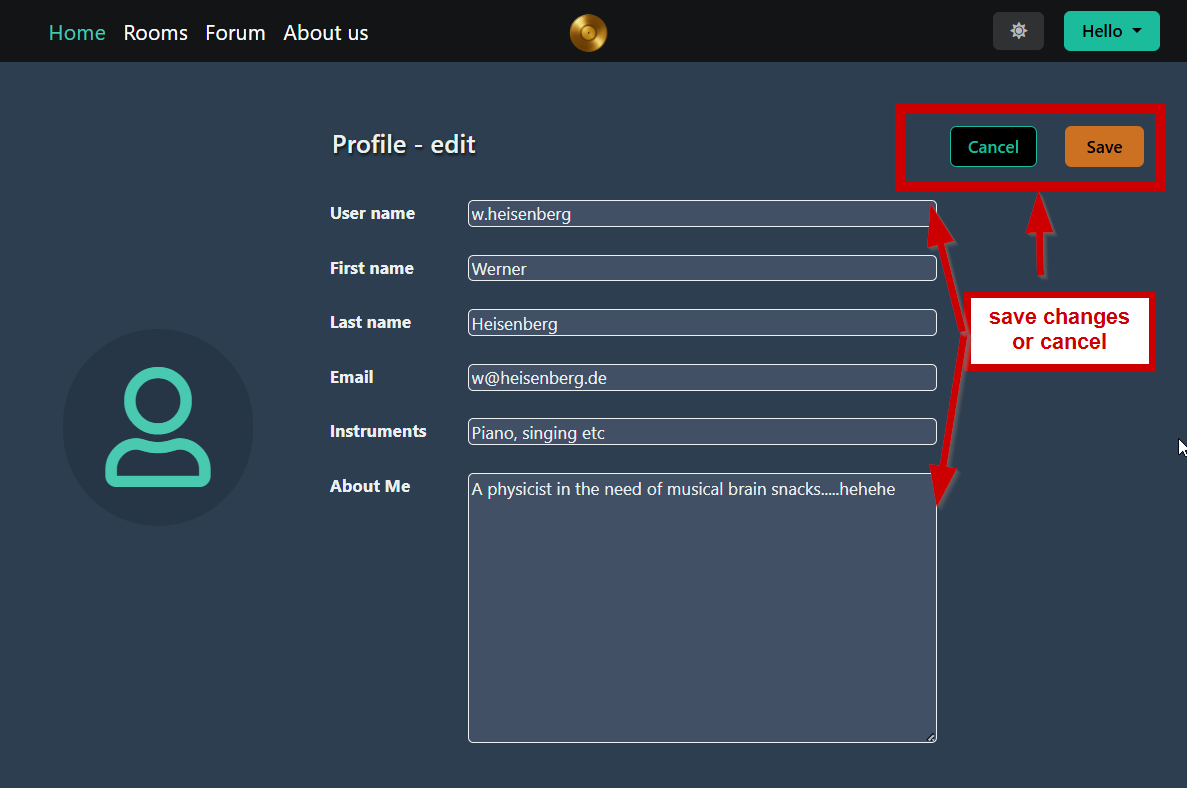 Home Rooms Forum About us Hello
Profile - edit Cancel Save
User name w.heisenberg
First name Werner
Last name Heisenberg
save changes
or cancel
Email w@heisenberg.de
Instruments Piano, singing etc
About Me A physicist in the need of musical brain snacks.....hehehe